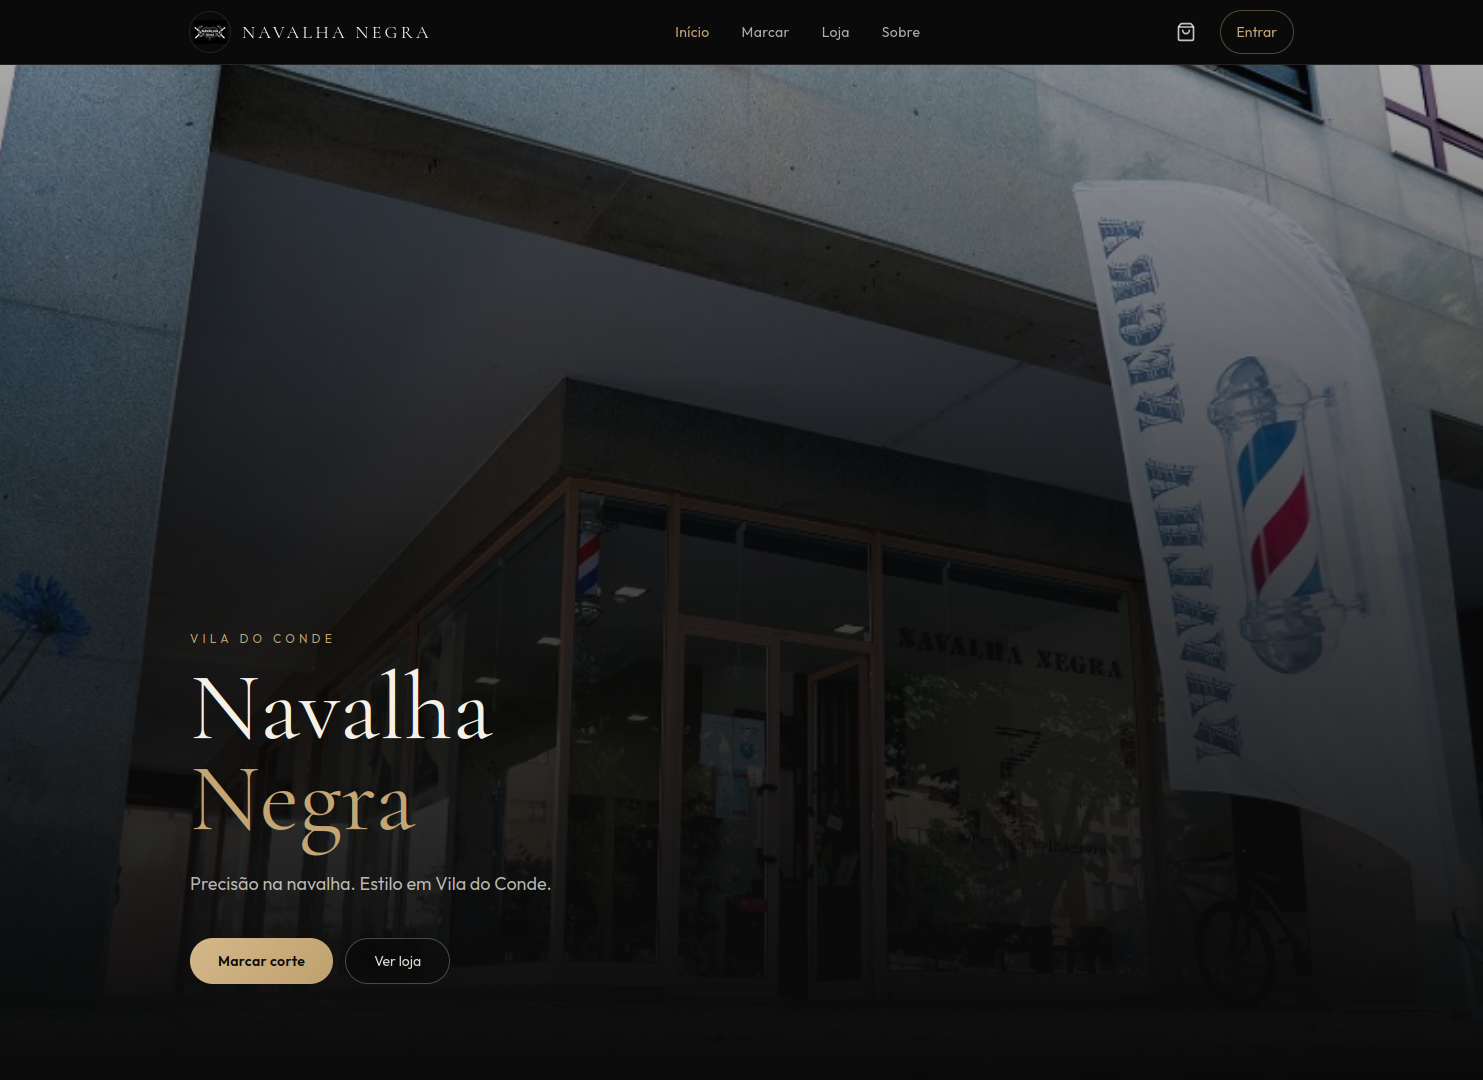 NAVALHA NEGRA
Início
Marcar
Loja
Sobre
Entrar
NAVALHA NEGRA
NAVALHA NEGRA
VILA DO CONDE
Navalha
Negra
Precisão na navalha. Estilo em Vila do Conde.
Marcar corte
Ver loja